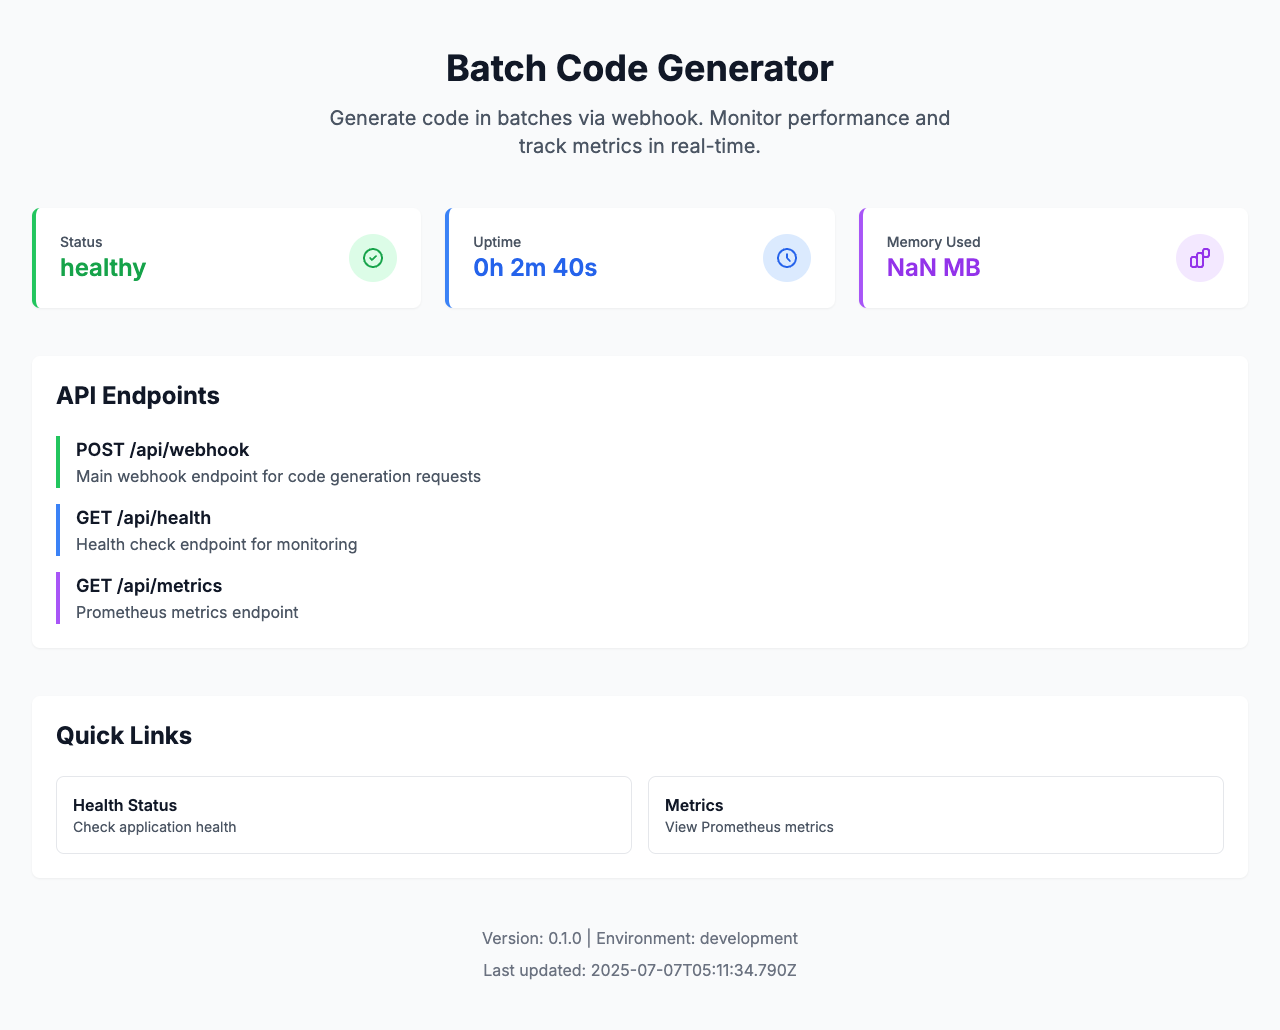 Batch Code Generator
Generate code in batches via webhook. Monitor performance and
track metrics in real-time.
Status
healthy
Uptime
0h 2m 40s
Memory Used
NaN MB
API Endpoints
POST /api/webhook
Main webhook endpoint for code generation requests
GET /api/health
Health check endpoint for monitoring
GET /api/metrics
Prometheus metrics endpoint
Quick Links
Health Status
Check application health
Metrics
View Prometheus metrics
Version: 0.1.0 | Environment: development
Last updated: 2025-07-07T05:11:34.790Z